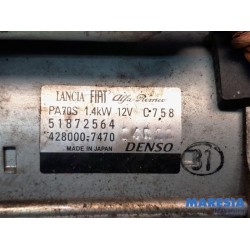 LANCIA FIAT Alfa Romeo
PA70S 1.4kW 12V C758
51872564
428000-7470
MADE IN JAPAN DENSO
31
MARESIA